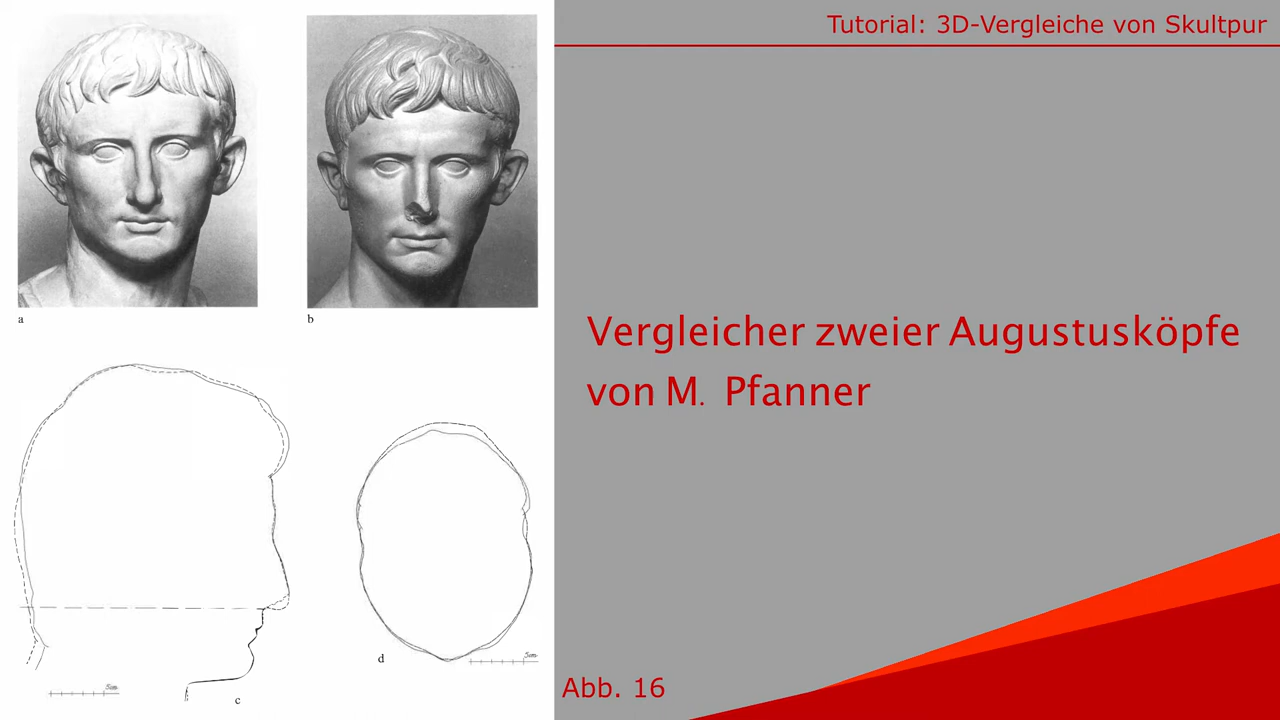 Tutorial: 3D-Vergleiche von Skultpur
a
b
Vergleicher zweier Augustusköpfe
von M. Pfanner
5cm
c
d
5cm
Abb. 16